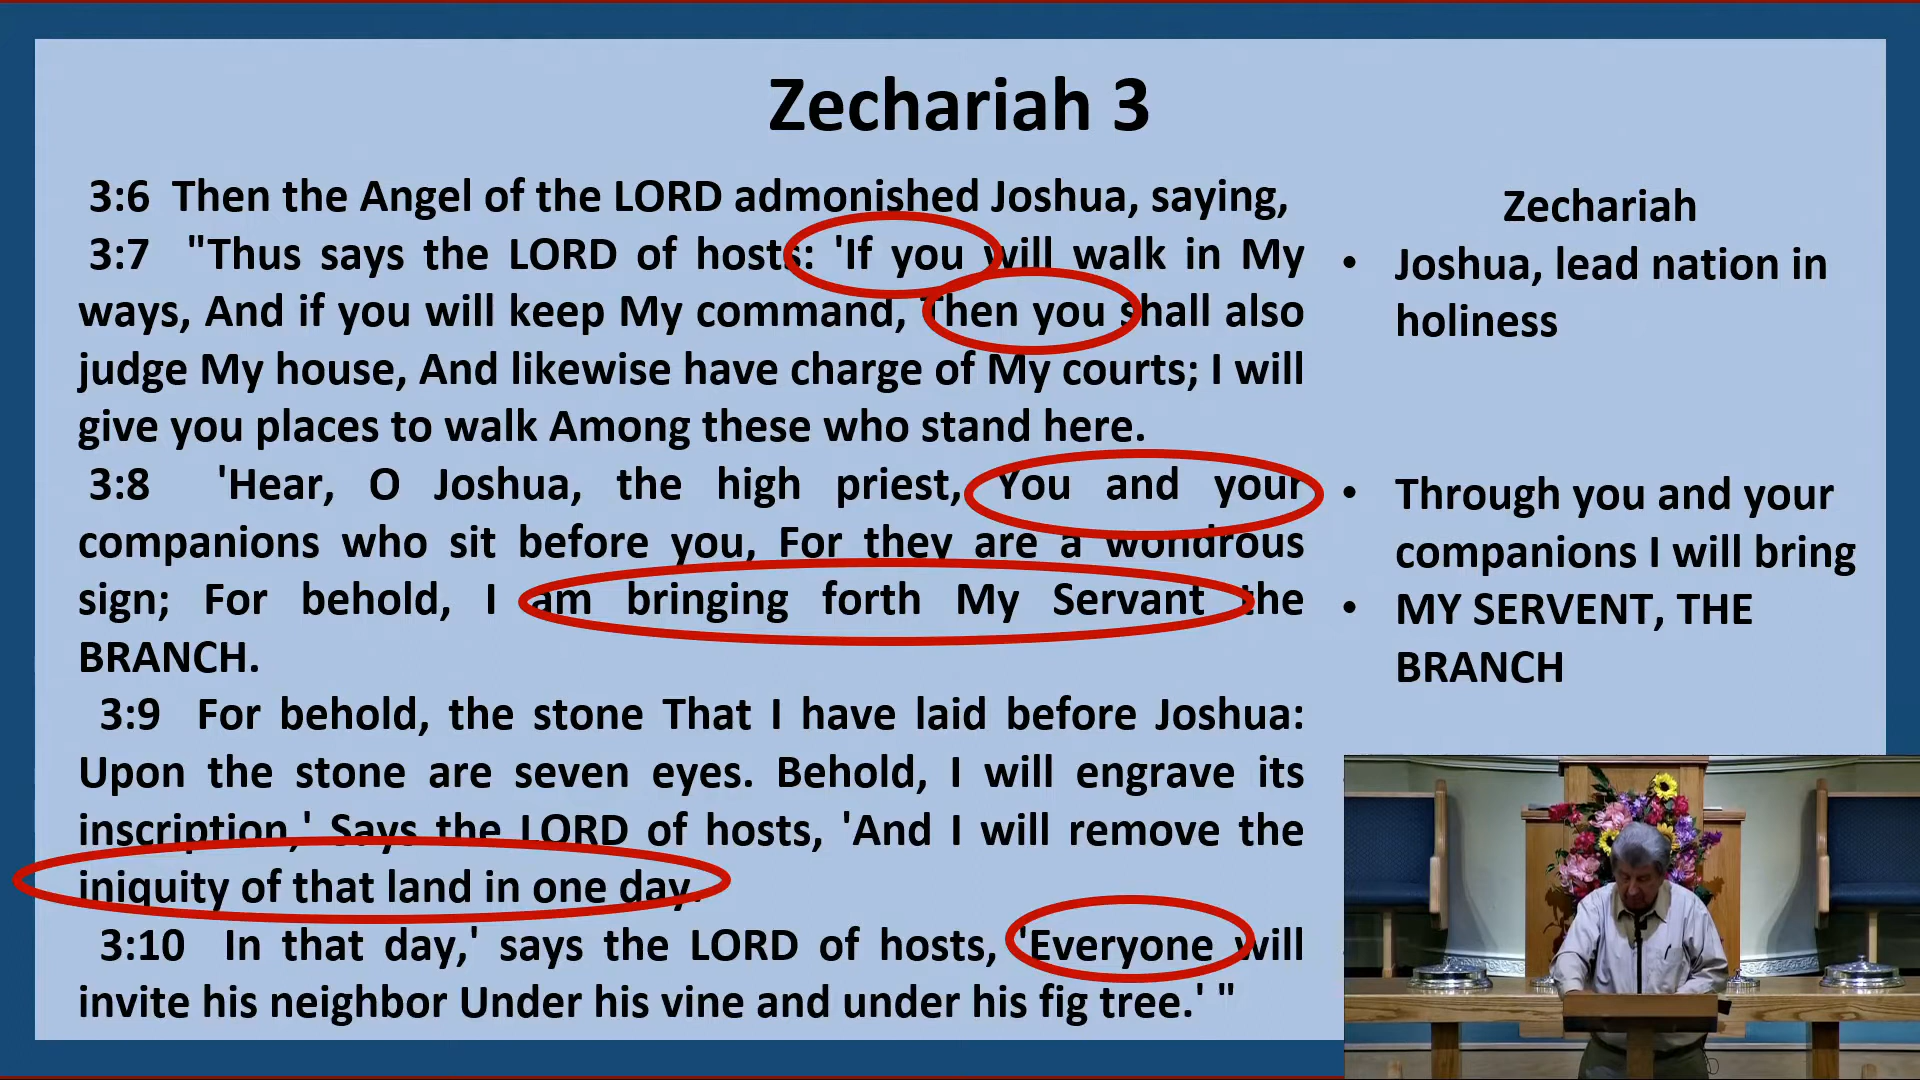 Zechariah 3
3:6 Then the Angel of the LORD admonished Joshua, saying,
3:7 "Thus says the LORD of hosts: 'If you will walk in My
ways, And if you will keep My command, Then you shall also
judge My house, And likewise have charge of My courts; I will
give you places to walk Among these who stand here.
3:8 'Hear, O Joshua, the high priest, You and your
companions who sit before you, For they are a wondrous
sign; For behold, I am bringing forth My Servant the
BRANCH.
3:9 For behold, the stone That I have laid before Joshua:
Upon the stone are seven eyes. Behold, I will engrave its
inscription,' Says the LORD of hosts, 'And I will remove the
iniquity of that land in one day.
3:10 In that day,' says the LORD of hosts, 'Everyone will
invite his neighbor Under his vine and under his fig tree.' "
Zechariah
• Joshua, lead nation in
holiness
• Through you and your
companions I will bring
• MY SERVENT, THE
BRANCH